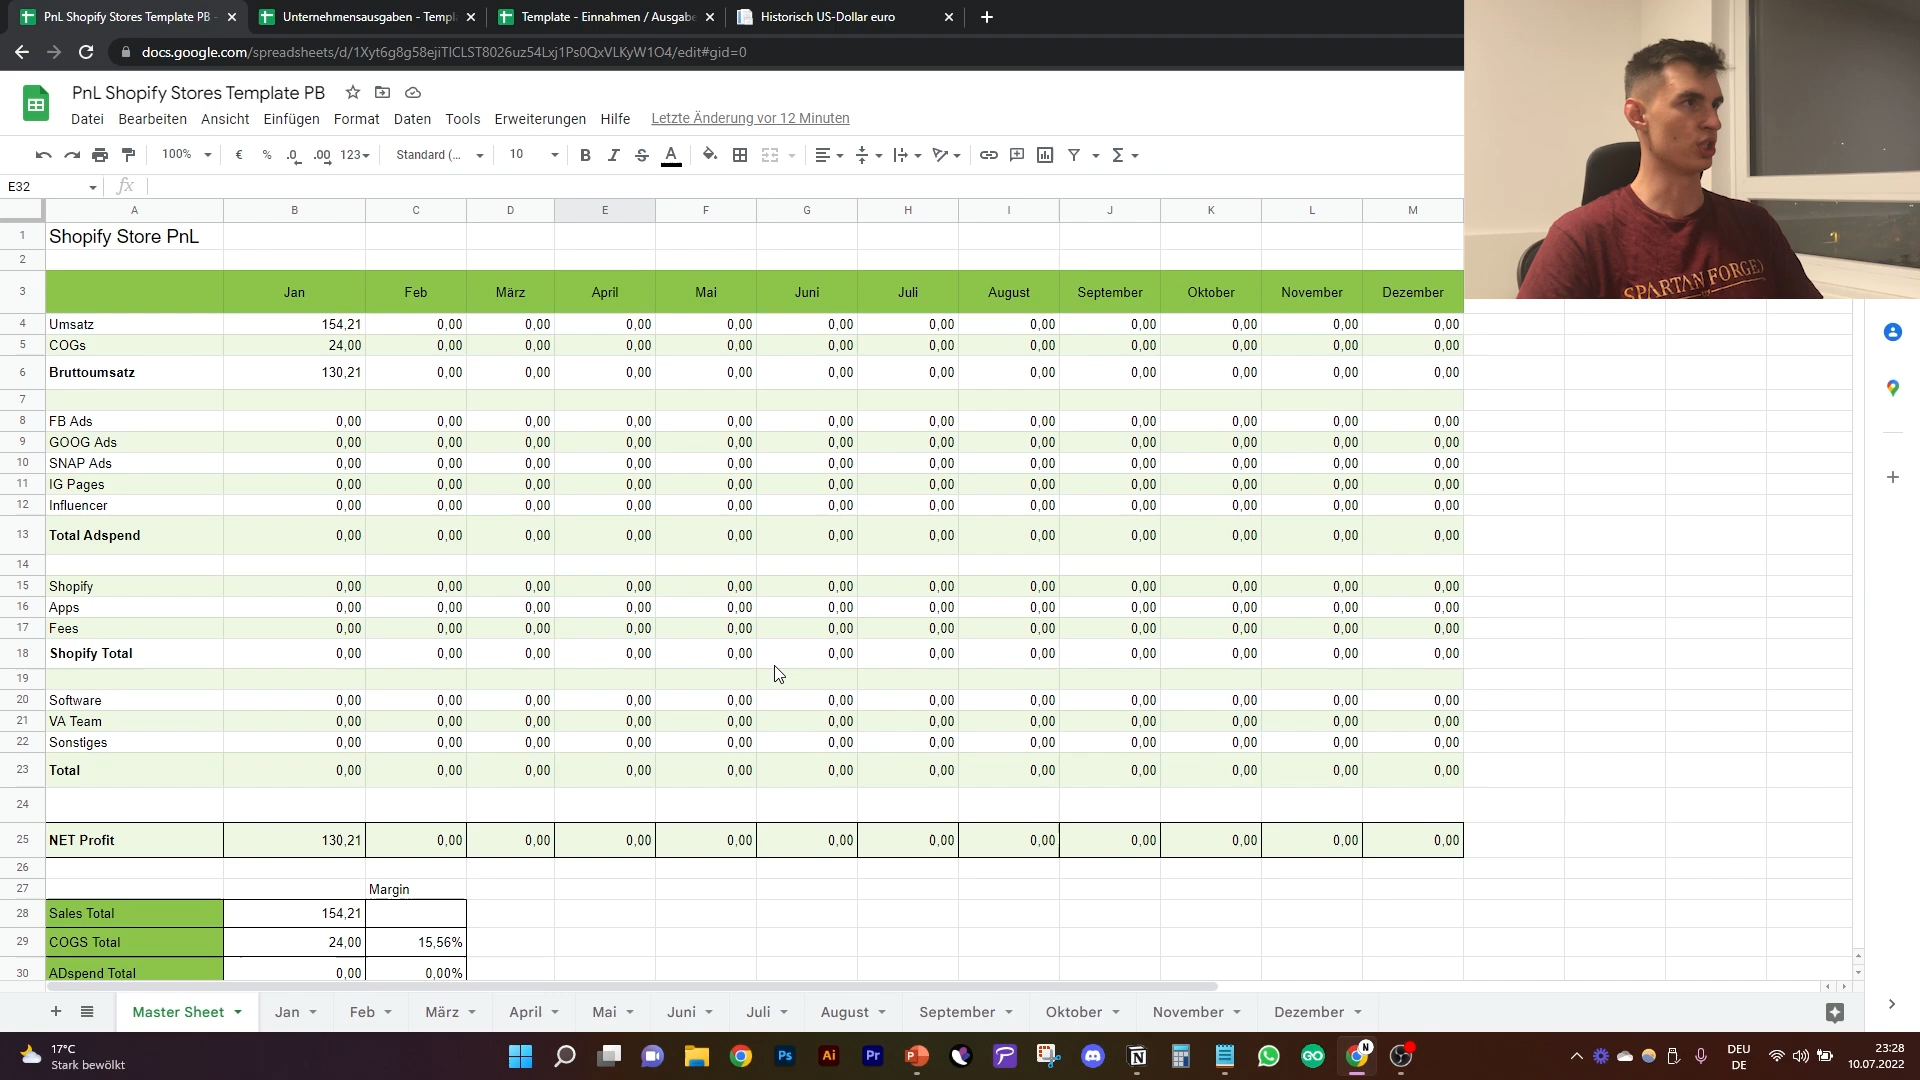 PnL Shopify Stores Template PB -
Unternehmensausgaben - Templ
Template - Einnahmen / Ausgabe
Historisch US-Dollar euro
docs.google.com/spreadsheets/d/1Xyt6g8g58ejiTlCLST8026uz54Lxj1Ps0QxVLKyW1O4/edit#gid=0
PnL Shopify Stores Template PB
Datei Bearbeiten Ansicht Einfügen Format Daten Tools Erweiterungen Hilfe Letzte Änderung vor 12 Minuten
100% € % .0 .00 123 Standard (... 10 B I S A
E32 fx
A B C D E F G H I J K L M
1 Shopify Store PnL
2
3 Jan Feb März April Mai Juni Juli August September Oktober November Dezember
4 Umsatz 154,21 0,00 0,00 0,00 0,00 0,00 0,00 0,00 0,00 0,00 0,00 0,00
5 COGs 24,00 0,00 0,00 0,00 0,00 0,00 0,00 0,00 0,00 0,00 0,00 0,00
6 Bruttoumsatz 130,21 0,00 0,00 0,00 0,00 0,00 0,00 0,00 0,00 0,00 0,00 0,00
7
8 FB Ads 0,00 0,00 0,00 0,00 0,00 0,00 0,00 0,00 0,00 0,00 0,00 0,00
9 GOOG Ads 0,00 0,00 0,00 0,00 0,00 0,00 0,00 0,00 0,00 0,00 0,00 0,00
10 SNAP Ads 0,00 0,00 0,00 0,00 0,00 0,00 0,00 0,00 0,00 0,00 0,00 0,00
11 IG Pages 0,00 0,00 0,00 0,00 0,00 0,00 0,00 0,00 0,00 0,00 0,00 0,00
12 Influencer 0,00 0,00 0,00 0,00 0,00 0,00 0,00 0,00 0,00 0,00 0,00 0,00
13 Total Adspend 0,00 0,00 0,00 0,00 0,00 0,00 0,00 0,00 0,00 0,00 0,00 0,00
14
15 Shopify 0,00 0,00 0,00 0,00 0,00 0,00 0,00 0,00 0,00 0,00 0,00 0,00
16 Apps 0,00 0,00 0,00 0,00 0,00 0,00 0,00 0,00 0,00 0,00 0,00 0,00
17 Fees 0,00 0,00 0,00 0,00 0,00 0,00 0,00 0,00 0,00 0,00 0,00 0,00
18 Shopify Total 0,00 0,00 0,00 0,00 0,00 0,00 0,00 0,00 0,00 0,00 0,00 0,00
19
20 Software 0,00 0,00 0,00 0,00 0,00 0,00 0,00 0,00 0,00 0,00 0,00 0,00
21 VA Team 0,00 0,00 0,00 0,00 0,00 0,00 0,00 0,00 0,00 0,00 0,00 0,00
22 Sonstiges 0,00 0,00 0,00 0,00 0,00 0,00 0,00 0,00 0,00 0,00 0,00 0,00
23 Total 0,00 0,00 0,00 0,00 0,00 0,00 0,00 0,00 0,00 0,00 0,00 0,00
24
25 NET Profit 130,21 0,00 0,00 0,00 0,00 0,00 0,00 0,00 0,00 0,00 0,00 0,00
26
27 Margin
28 Sales Total 154,21
29 COGS Total 24,00 15,56%
30 ADspend Total 0,00 0,00%
Master Sheet Jan Feb März April Mai Juni Juli August September Oktober November Dezember
SPARTAN FORGED
17°C
Stark bewölkt
Ps Ai Pr P N GO N
DEU
DE
23:28
10.07.2022